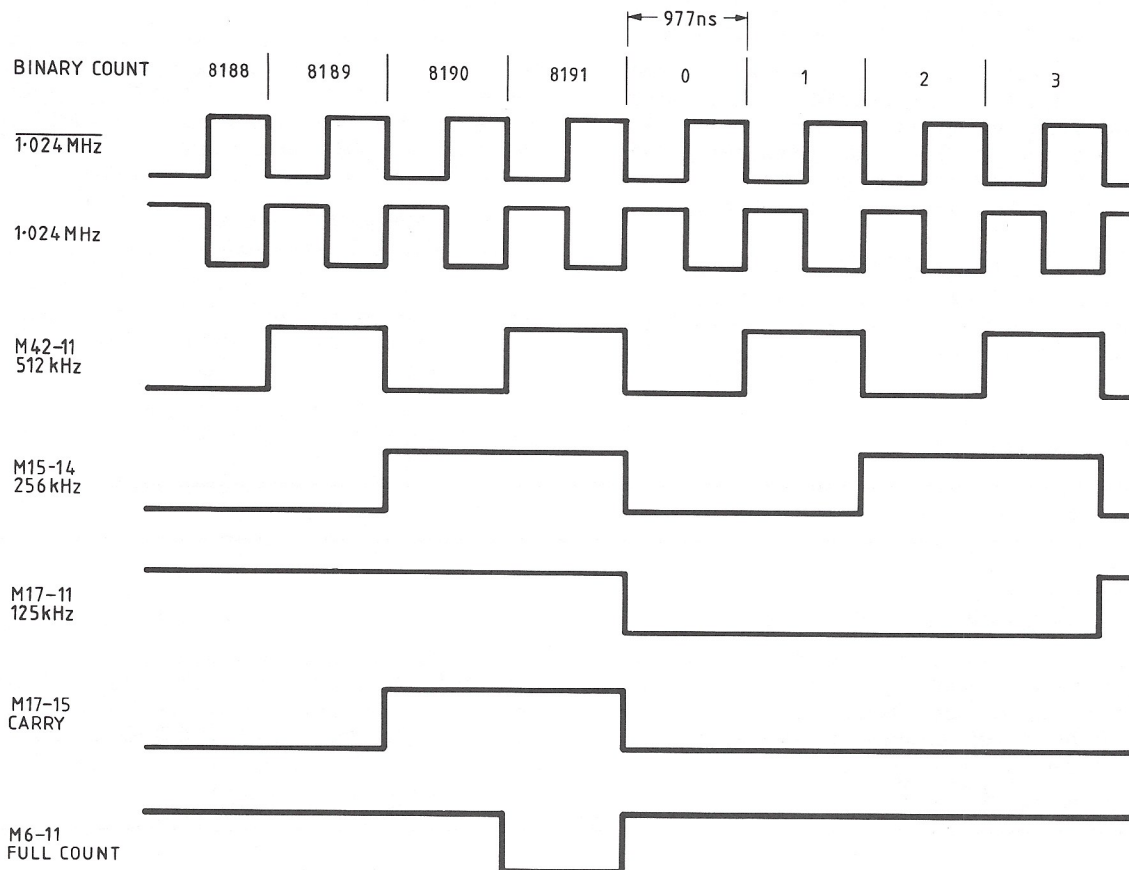 977ns
BINARY COUNT 8188 8189 8190 8191 0 1 2 3
1·024 MHz
1·024 MHz
M42-11
512 kHz
M15-14
256 kHz
M17-11
125kHz
M17-15
CARRY
M6-11
FULL COUNT